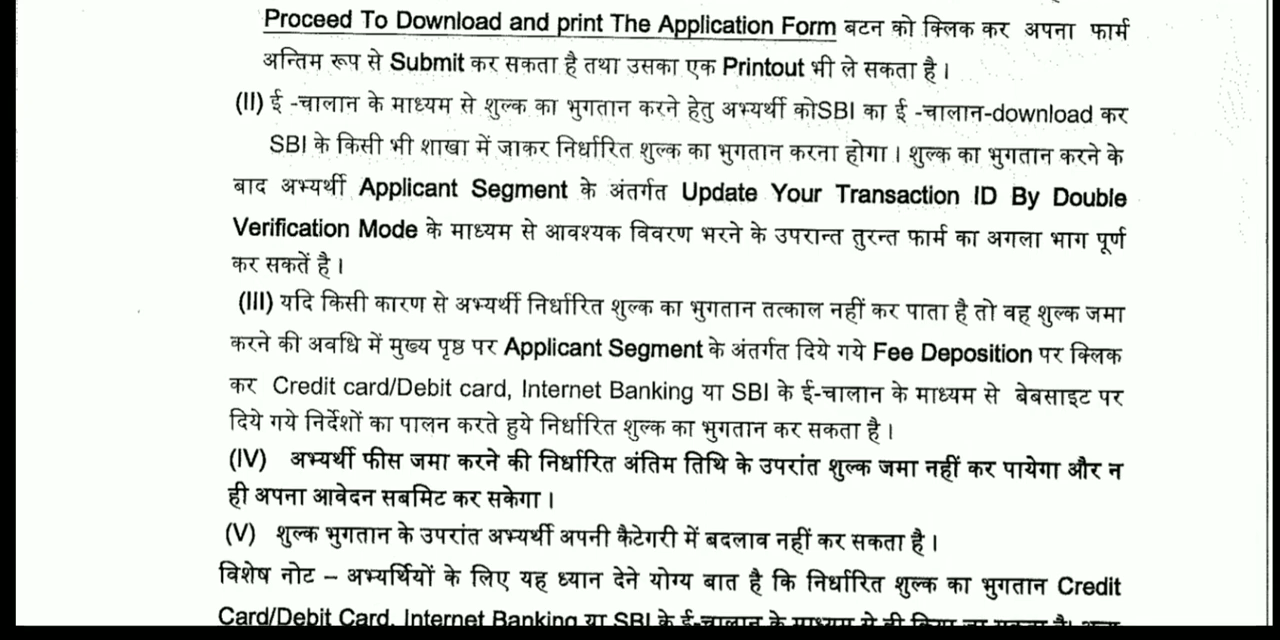 Proceed To Download and print The Application Form बटन को क्लिक कर अपना फार्म
अन्तिम रूप से Submit कर सकता है तथा उसका एक Printout भी ले सकता है।
(II) ई -चालान के माध्यम से शुल्क का भुगतान करने हेतु अभ्यर्थी कोSBI का ई -चालान-download कर
SBI के किसी भी शाखा में जाकर निर्धारित शुल्क का भुगतान करना होगा। शुल्क का भुगतान करने के
बाद अभ्यर्थी Applicant Segment के अंतर्गत Update Your Transaction ID By Double
Verification Mode के माध्यम से आवश्यक विवरण भरने के उपरान्त तुरन्त फार्म का अगला भाग पूर्ण
कर सकतें है।
(III) यदि किसी कारण से अभ्यर्थी निर्धारित शुल्क का भुगतान तत्काल नहीं कर पाता है तो वह शुल्क जमा
करने की अवधि में मुख्य पृष्ठ पर Applicant Segment के अंतर्गत दिये गये Fee Deposition पर क्लिक
कर Credit card/Debit card, Internet Banking या SBI के ई-चालान के माध्यम से बेबसाइट पर
दिये गये निर्देशों का पालन करते हुये निर्धारित शुल्क का भुगतान कर सकता है।
(IV) अभ्यर्थी फीस जमा करने की निर्धारित अंतिम तिथि के उपरांत शुल्क जमा नहीं कर पायेगा और न
ही अपना आवेदन सबमिट कर सकेगा।
(V) शुल्क भुगतान के उपरांत अभ्यर्थी अपनी कैटेगरी में बदलाव नहीं कर सकता है।
विशेष नोट – अभ्यर्थियों के लिए यह ध्यान देने योग्य बात है कि निर्धारित शुल्क का भुगतान Credit
Card/Debit Card, Internet Banking या SBI के ई-चालान के माध्यम से ही किया जा सकता है।